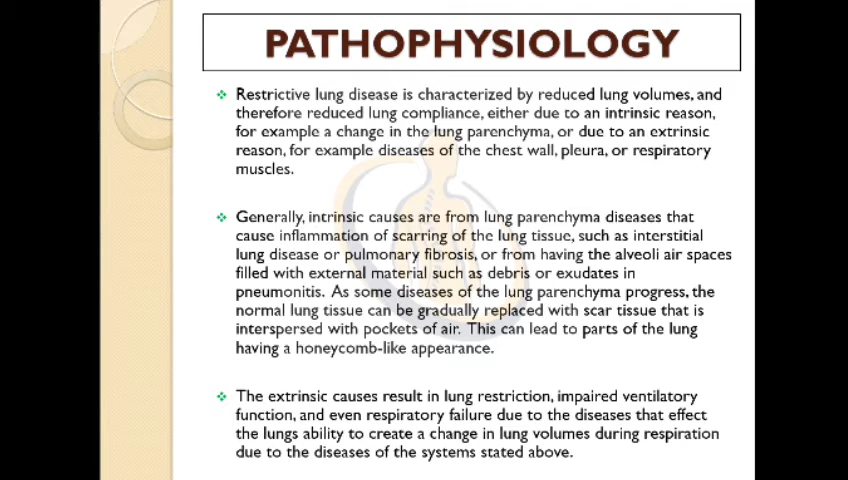 PATHOPHYSIOLOGY
Restrictive lung disease is characterized by reduced lung volumes, and
therefore reduced lung compliance, either due to an intrinsic reason,
for example a change in the lung parenchyma, or due to an extrinsic
reason, for example diseases of the chest wall, pleura, or respiratory
muscles.
Generally, intrinsic causes are from lung parenchyma diseases that
cause inflammation of scarring of the lung tissue, such as interstitial
lung disease or pulmonary fibrosis, or from having the alveoli air spaces
filled with external material such as debris or exudates in
pneumonitis. As some diseases of the lung parenchyma progress, the
normal lung tissue can be gradually replaced with scar tissue that is
interspersed with pockets of air. This can lead to parts of the lung
having a honeycomb-like appearance.
The extrinsic causes result in lung restriction, impaired ventilatory
function, and even respiratory failure due to the diseases that effect
the lungs ability to create a change in lung volumes during respiration
due to the diseases of the systems stated above.